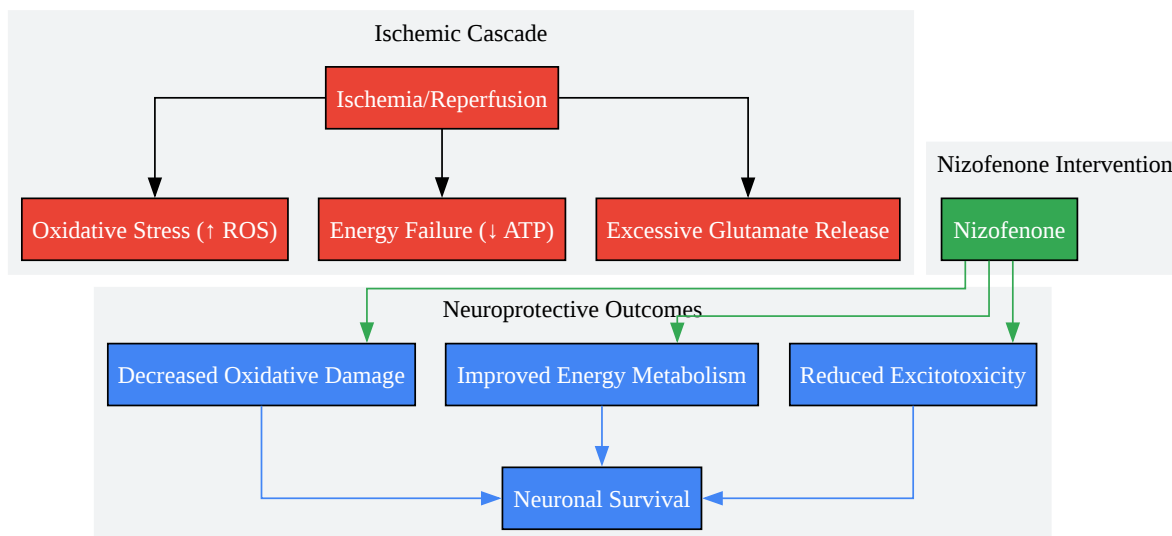 Ischemic Cascade
Ischemia/Reperfusion
Oxidative Stress (↑ ROS)
Energy Failure (↓ ATP)
Excessive Glutamate Release
Nizofenone Intervention
Nizofenone
Neuroprotective Outcomes
Decreased Oxidative Damage
Improved Energy Metabolism
Reduced Excitotoxicity
Neuronal Survival